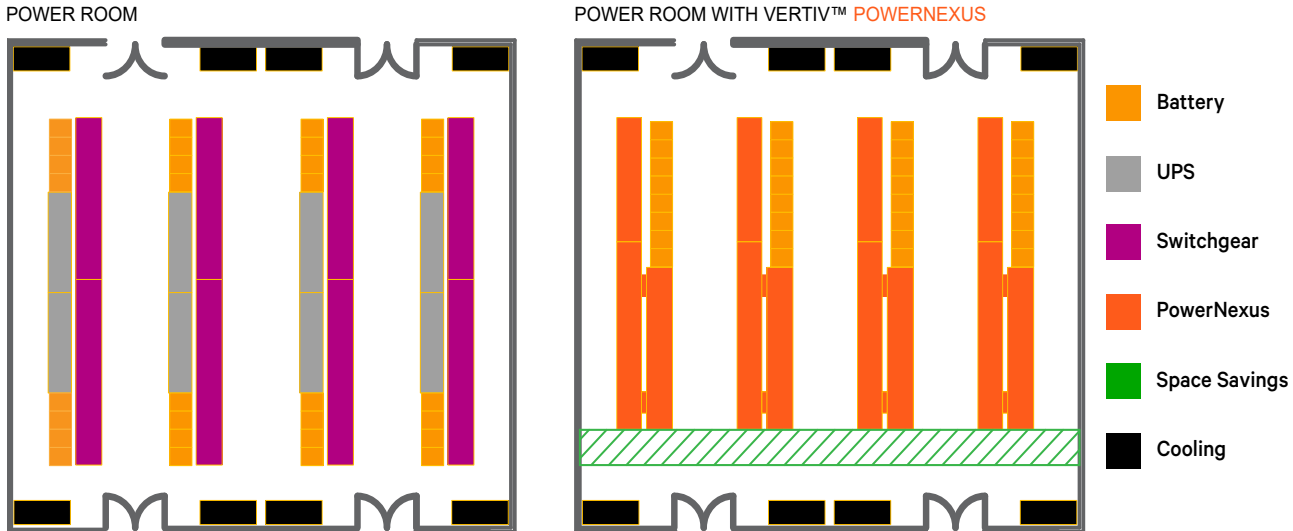 POWER ROOM
POWER ROOM WITH VERTIV™ POWERNEXUS
Battery
UPS
Switchgear
PowerNexus
Space Savings
Cooling